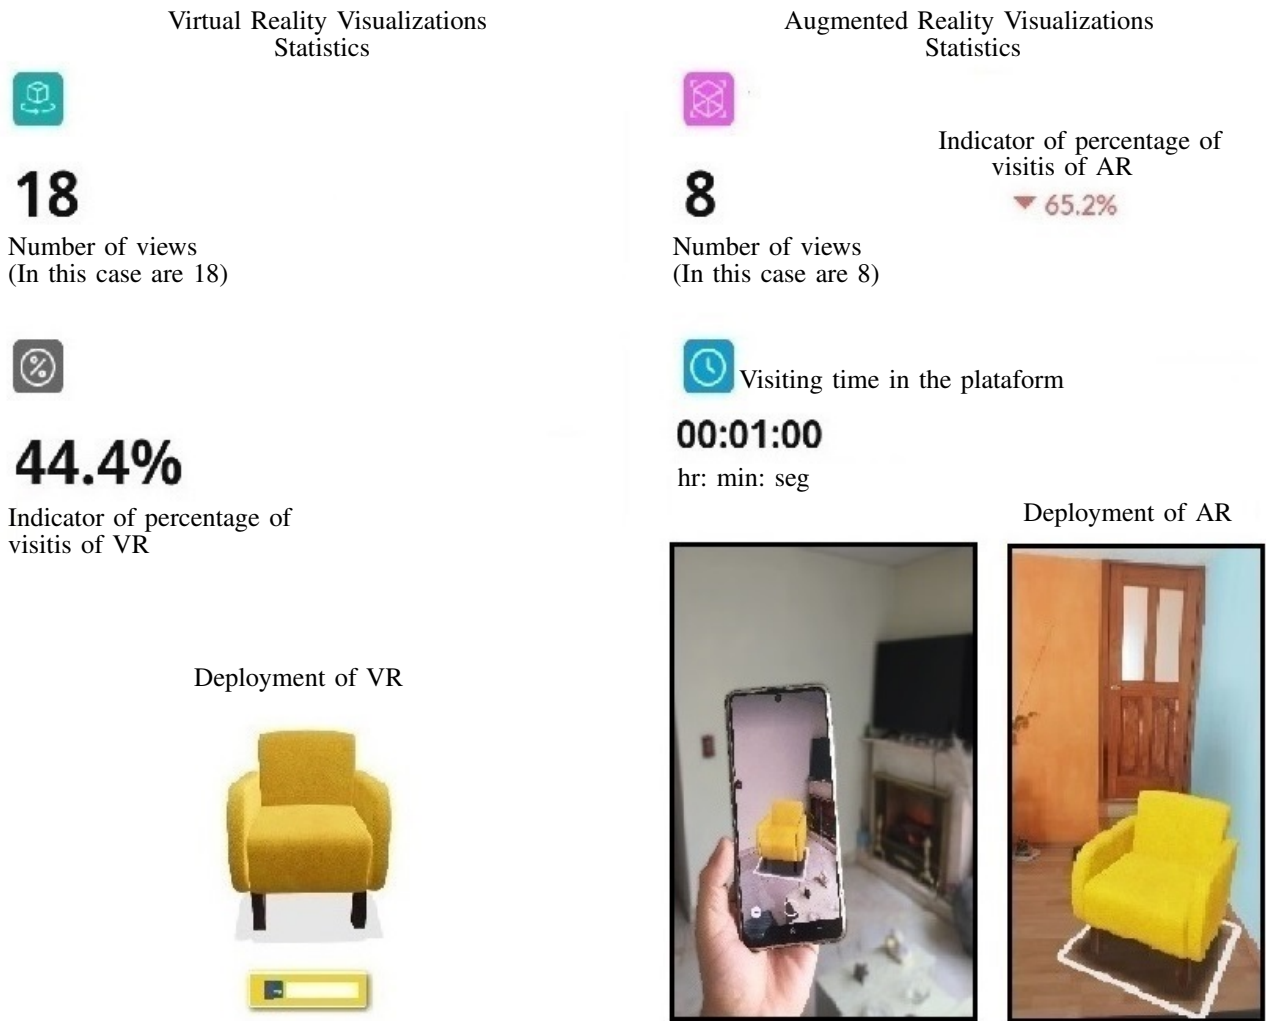 Virtual Reality Visualizations
Statistics
18
Number of views
(In this case are 18)
44.4%
Indicator of percentage of
visitis of VR
Deployment of VR
Augmented Reality Visualizations
Statistics
8
Number of views
(In this case are 8)
Indicator of percentage of
visitis of AR
▼ 65.2%
Visiting time in the plataform
00:01:00
hr: min: seg
Deployment of AR